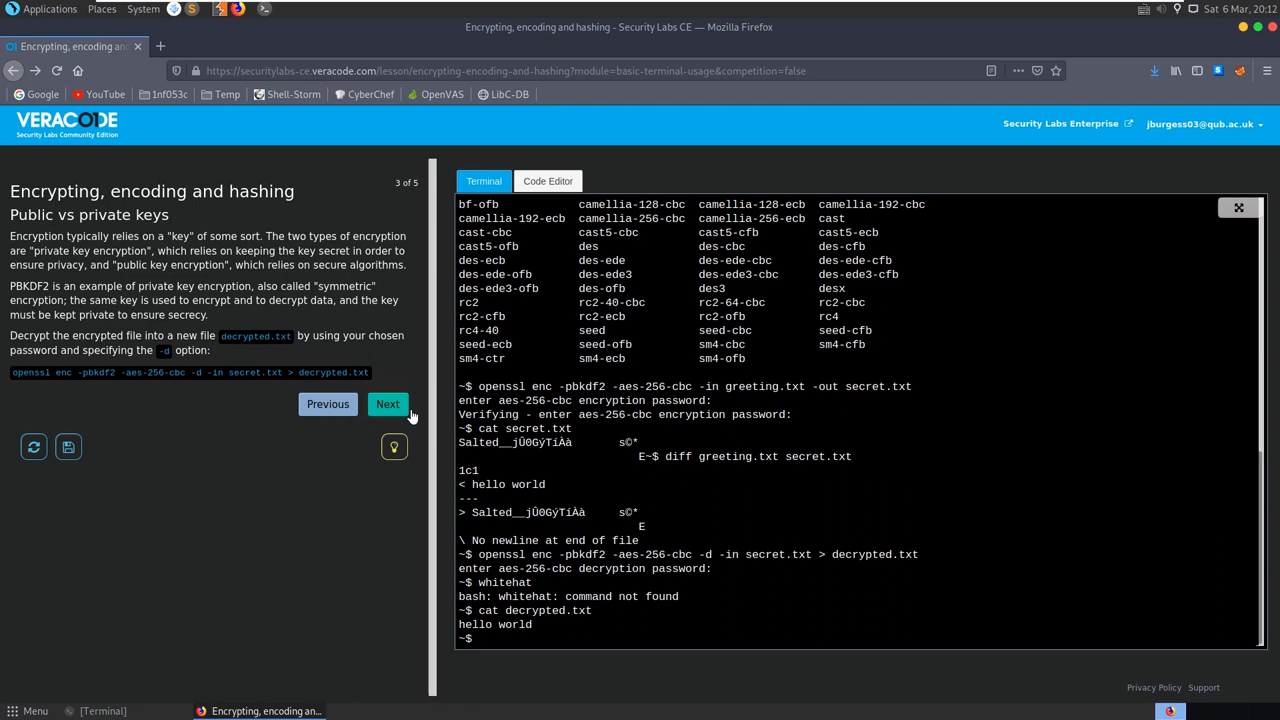 Applications Places System Sat 6 Mar, 20:12
Encrypting, encoding and hashing - Security Labs CE — Mozilla Firefox
Encrypting, encoding and
https://securitylabs-ce.veracode.com/lesson/encrypting-encoding-and-hashing?module=basic-terminal-usage&competition=false
Google YouTube 1nf053c Temp Shell-Storm CyberChef OpenVAS LibC-DB
VERACODE
Security Labs Community Edition
Security Labs Enterprise jburgess03@qub.ac.uk
3 of 5
Encrypting, encoding and hashing
Public vs private keys
Encryption typically relies on a "key" of some sort. The two types of encryption
are "private key encryption", which relies on keeping the key secret in order to
ensure privacy, and "public key encryption", which relies on secure algorithms.
PBKDF2 is an example of private key encryption, also called "symmetric"
encryption; the same key is used to encrypt and to decrypt data, and the key
must be kept private to ensure secrecy.
Decrypt the encrypted file into a new file decrypted.txt by using your chosen
password and specifying the -d option:
openssl enc -pbkdf2 -aes-256-cbc -d -in secret.txt > decrypted.txt
Previous Next
Terminal Code Editor
bf-ofb camellia-128-cbc camellia-128-ecb camellia-192-cbc
camellia-192-ecb camellia-256-cbc camellia-256-ecb cast
cast-cbc cast5-cbc cast5-cfb cast5-ecb
cast5-ofb des des-cbc des-cfb
des-ecb des-ede des-ede-cbc des-ede-cfb
des-ede-ofb des-ede3 des-ede3-cbc des-ede3-cfb
des-ede3-ofb des-ofb des3 desx
rc2 rc2-40-cbc rc2-64-cbc rc2-cbc
rc2-cfb rc2-ecb rc2-ofb rc4
rc4-40 seed seed-cbc seed-cfb
seed-ecb seed-ofb sm4-cbc sm4-cfb
sm4-ctr sm4-ecb sm4-ofb
~$ openssl enc -pbkdf2 -aes-256-cbc -in greeting.txt -out secret.txt
enter aes-256-cbc encryption password:
Verifying - enter aes-256-cbc encryption password:
~$ cat secret.txt
Salted__jÛ0GýTíÀà s©*
E~$ diff greeting.txt secret.txt
1c1
< hello world
---
> Salted__jÛ0GýTíÀà s©*
E
\ No newline at end of file
~$ openssl enc -pbkdf2 -aes-256-cbc -d -in secret.txt > decrypted.txt
enter aes-256-cbc decryption password:
~$ whitehat
bash: whitehat: command not found
~$ cat decrypted.txt
hello world
~$
Privacy Policy Support
Menu [Terminal] Encrypting, encoding an...